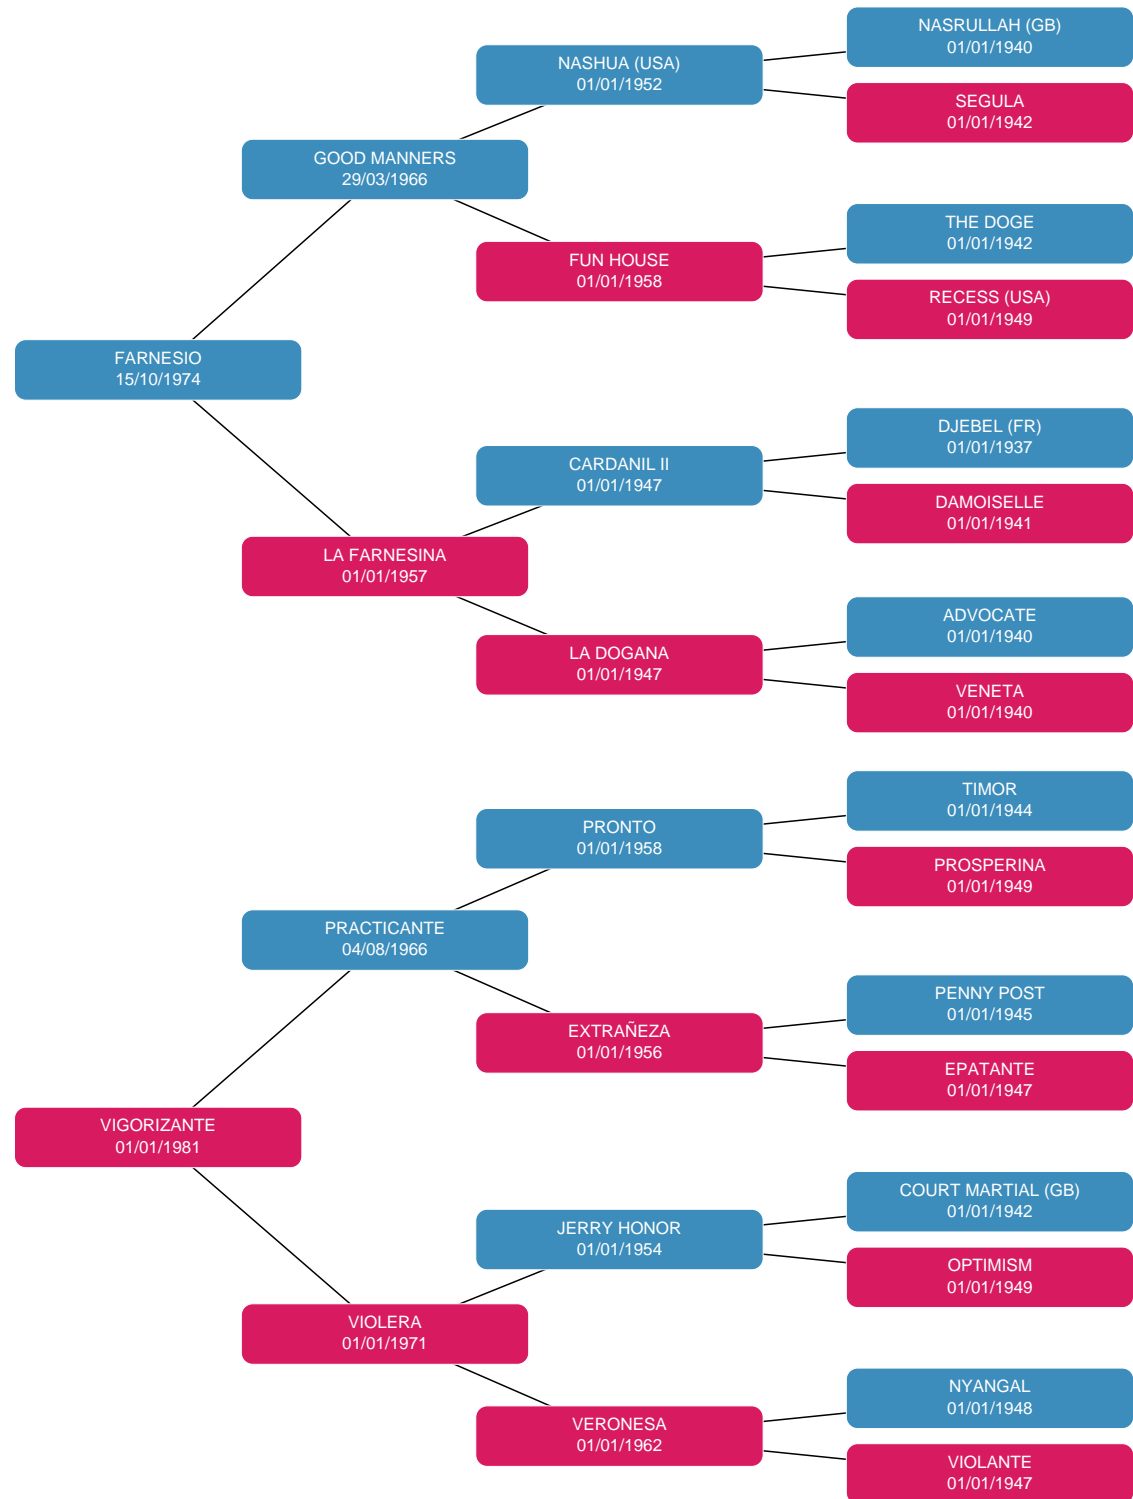 NASRULLAH (GB)
01/01/1940
NASHUA (USA)
01/01/1952
SEGULA
01/01/1942
GOOD MANNERS
29/03/1966
THE DOGE
01/01/1942
FUN HOUSE
01/01/1958
RECESS (USA)
01/01/1949
FARNESIO
15/10/1974
DJEBEL (FR)
01/01/1937
CARDANIL II
01/01/1947
DAMOISELLE
01/01/1941
LA FARNESINA
01/01/1957
ADVOCATE
01/01/1940
LA DOGANA
01/01/1947
VENETA
01/01/1940
TIMOR
01/01/1944
PRONTO
01/01/1958
PROSPERINA
01/01/1949
PRACTICANTE
04/08/1966
PENNY POST
01/01/1945
EXTRAÑEZA
01/01/1956
EPATANTE
01/01/1947
VIGORIZANTE
01/01/1981
COURT MARTIAL (GB)
01/01/1942
JERRY HONOR
01/01/1954
OPTIMISM
01/01/1949
VIOLERA
01/01/1971
NYANGAL
01/01/1948
VERONESA
01/01/1962
VIOLANTE
01/01/1947